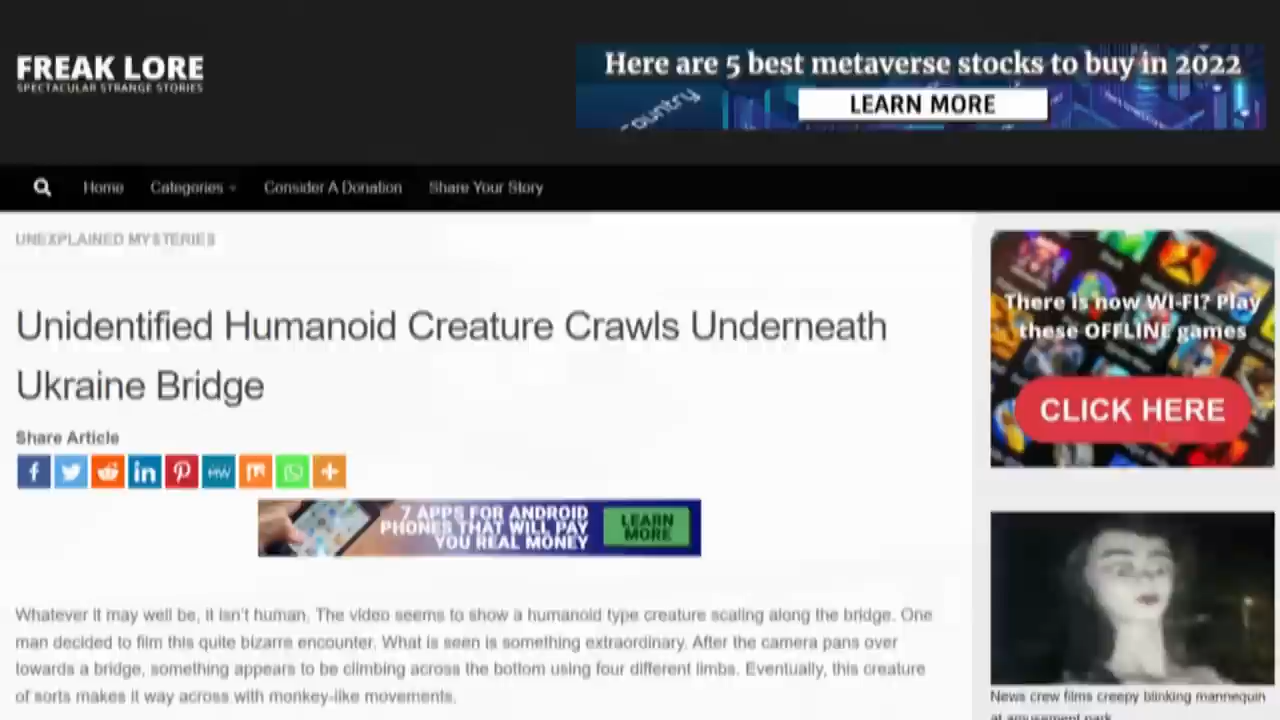 FREAK LORE
SPECTACULAR STRANGE STORIES
Here are 5 best metaverse stocks to buy in 2022
LEARN MORE
Home Categories Consider A Donation Share Your Story
UNEXPLAINED MYSTERIES
Unidentified Humanoid Creature Crawls Underneath
Ukraine Bridge
Share Article
7 APPS FOR ANDROID
PHONES THAT WILL PAY
YOU REAL MONEY
LEARN
MORE
Whatever it may well be, it isn't human. The video seems to show a humanoid type creature scaling along the bridge. One
man decided to film this quite bizarre encounter. What is seen is something extraordinary. After the camera pans over
towards a bridge, something appears to be climbing across the bottom using four different limbs. Eventually, this creature
of sorts makes it way across with monkey-like movements.
There is now WI-FI? Play
these OFFLINE games
CLICK HERE
News crew films creepy blinking mannequin
at amusement park